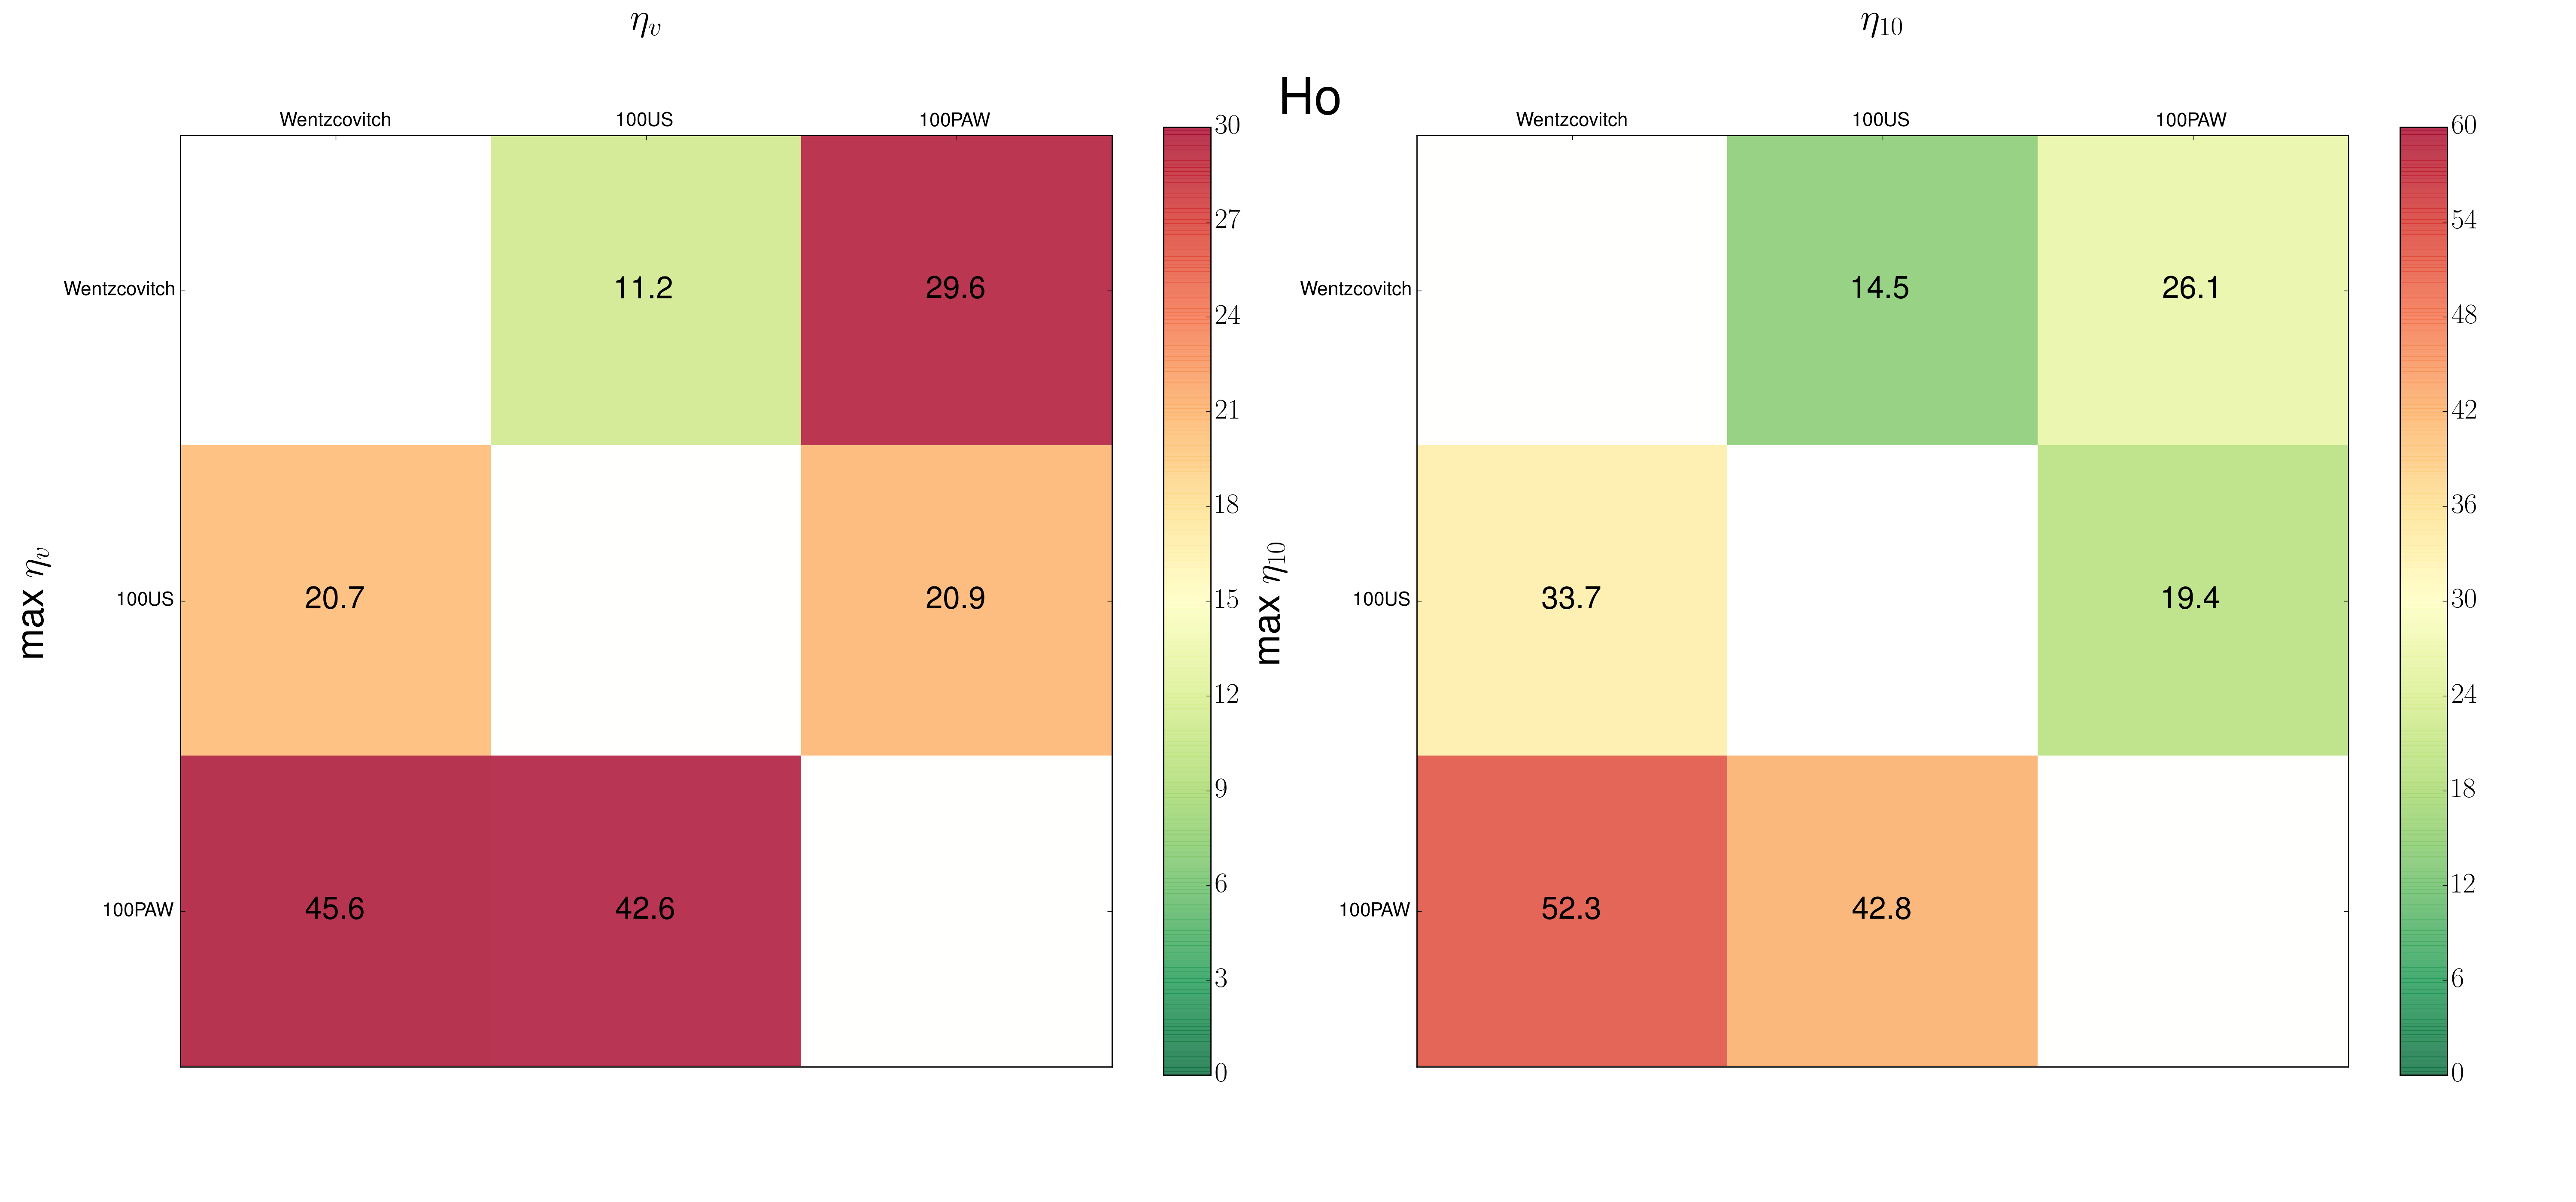 η_v
η_10
Ho
Wentzcovitch 100US 100PAW
Wentzcovitch 11.2 29.6
100US 20.7 20.9
100PAW 45.6 42.6
max η_v
30
27
24
21
18
15
12
9
6
3
0
Wentzcovitch 100US 100PAW
Wentzcovitch 14.5 26.1
100US 33.7 19.4
100PAW 52.3 42.8
max η_10
60
54
48
42
36
30
24
18
12
6
0